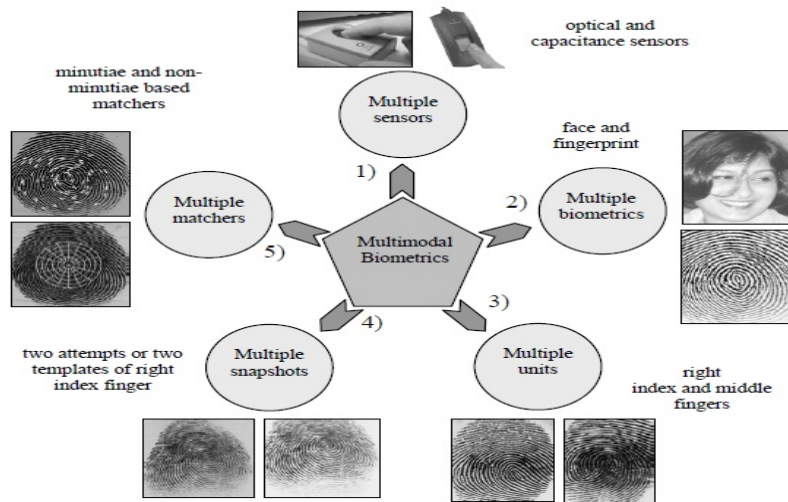 optical and
capacitance sensors
minutiae and non-
minutiae based
matchers
Multiple
sensors
face and
fingerprint
1)
2)
Multiple
matchers
Multiple
biometrics
Multimodal
Biometrics
5)
3)
4)
two attempts or two
templates of right
index finger
Multiple
snapshots
Multiple
units
right
index and middle
fingers